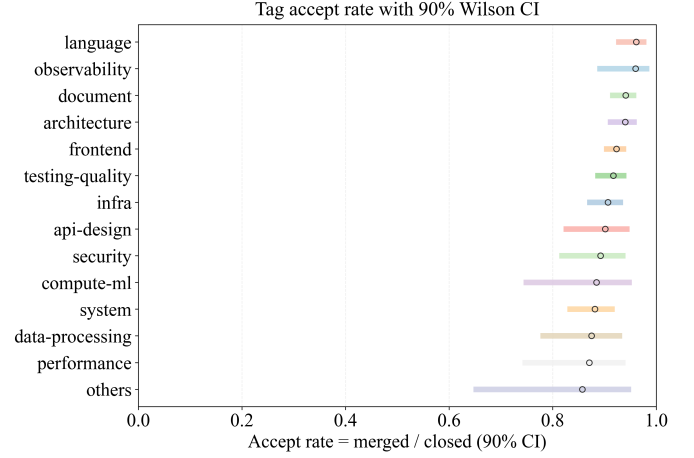 Tag accept rate with 90% Wilson CI
language
observability
document
architecture
frontend
testing-quality
infra
api-design
security
compute-ml
system
data-processing
performance
others
0.0 0.2 0.4 0.6 0.8 1.0
Accept rate = merged / closed (90% CI)